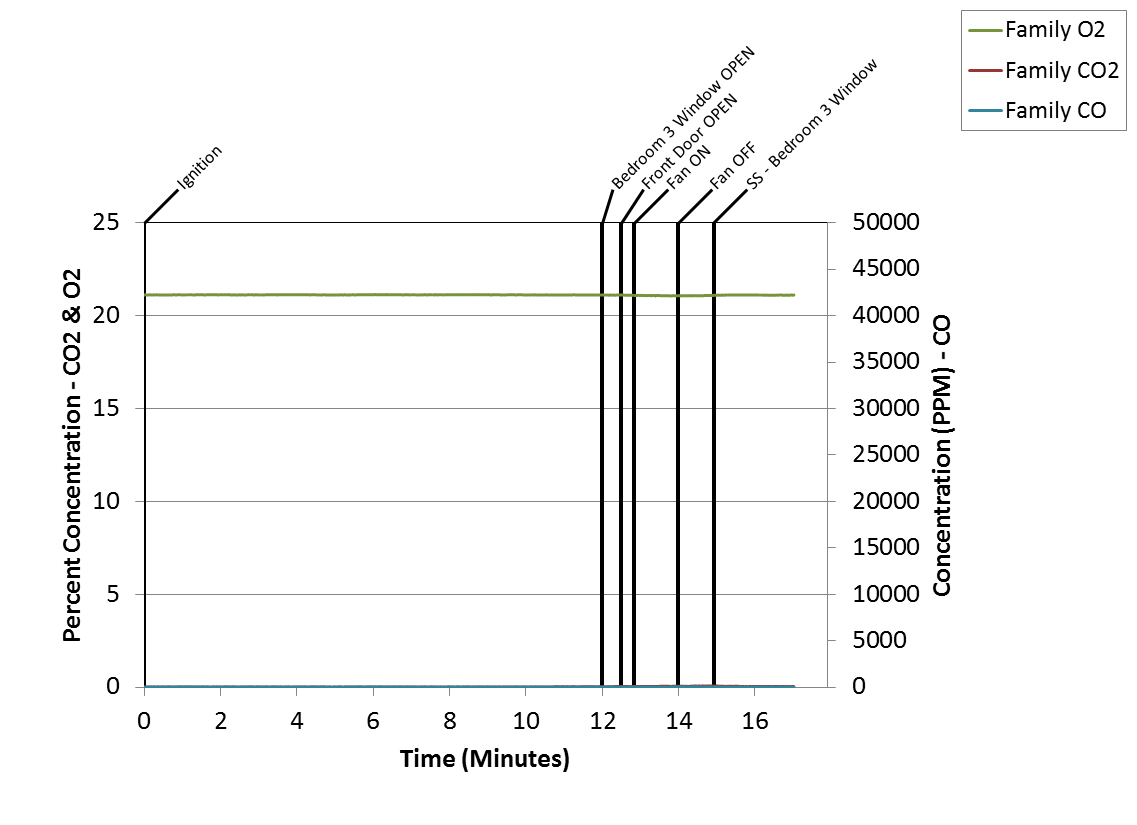 Family O2
Family CO2
Family CO
Ignition
Bedroom 3 Window OPEN
Front Door OPEN
Fan ON
Fan OFF
SS - Bedroom 3 Window
Percent Concentration - CO2 & O2
25
20
15
10
5
0
50000
45000
40000
35000
30000
25000
20000
15000
10000
5000
0
Concentration (PPM) - CO
0 2 4 6 8 10 12 14 16
Time (Minutes)